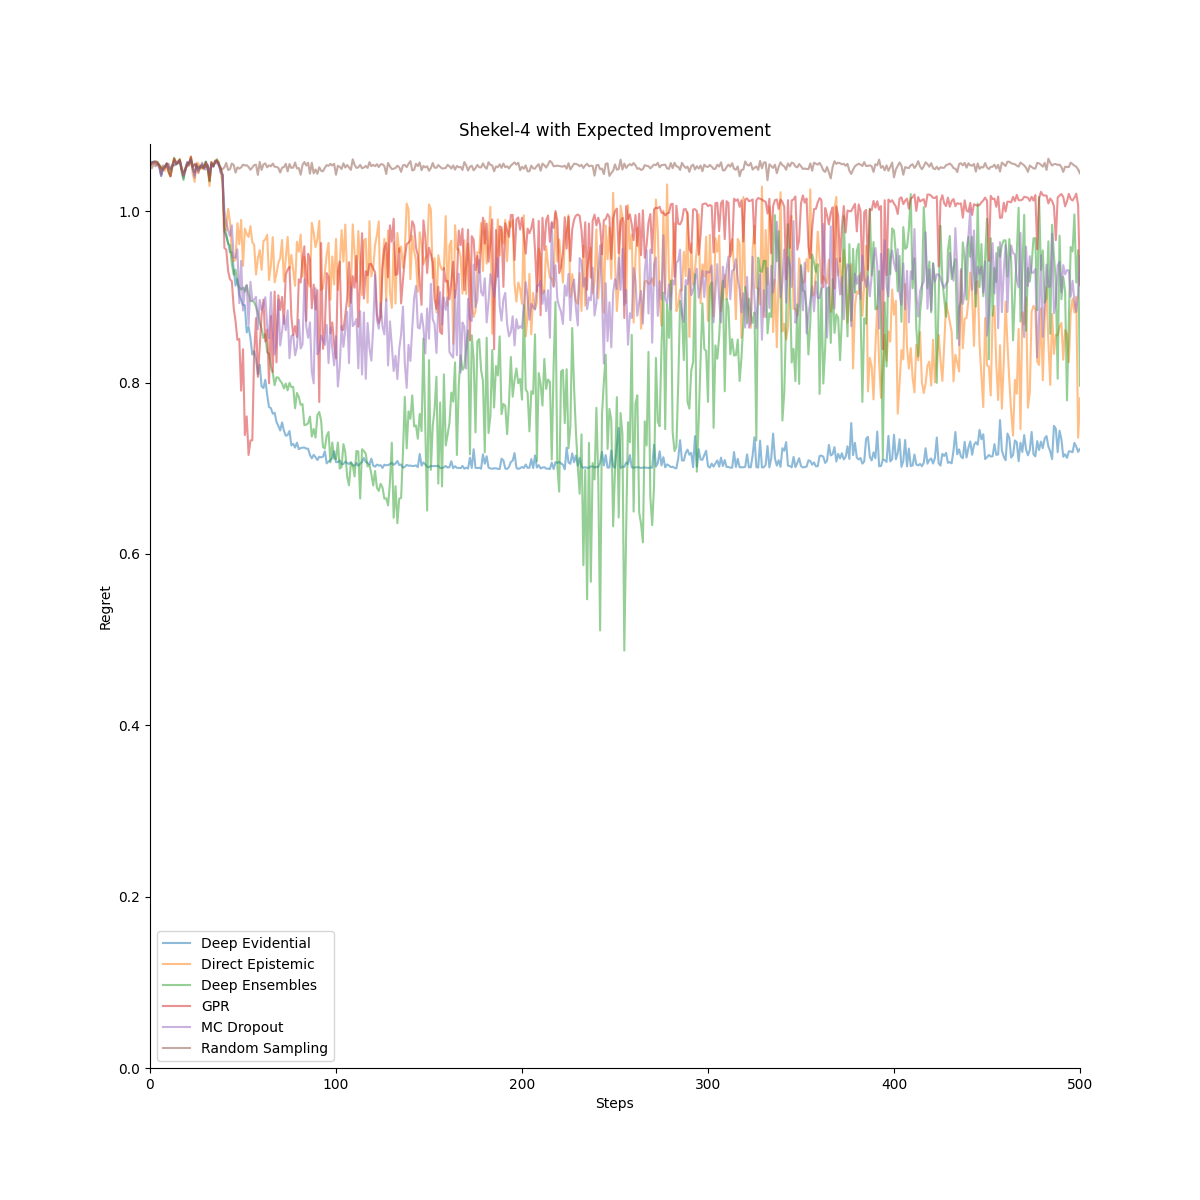 Shekel-4 with Expected Improvement
1.0
0.8
0.6
0.4
0.2
0.0
Regret
0 100 200 300 400 500
Steps
Deep Evidential
Direct Epistemic
Deep Ensembles
GPR
MC Dropout
Random Sampling